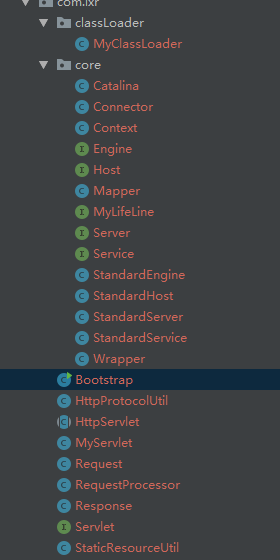 com.lxr
classLoader
MyClassLoader
core
Catalina
Connector
Context
Engine
Host
Mapper
MyLifeLine
Server
Service
StandardEngine
StandardHost
StandardServer
StandardService
Wrapper
Bootstrap
HttpProtocolUtil
HttpServlet
MyServlet
Request
RequestProcessor
Response
Servlet
StaticResourceUtil